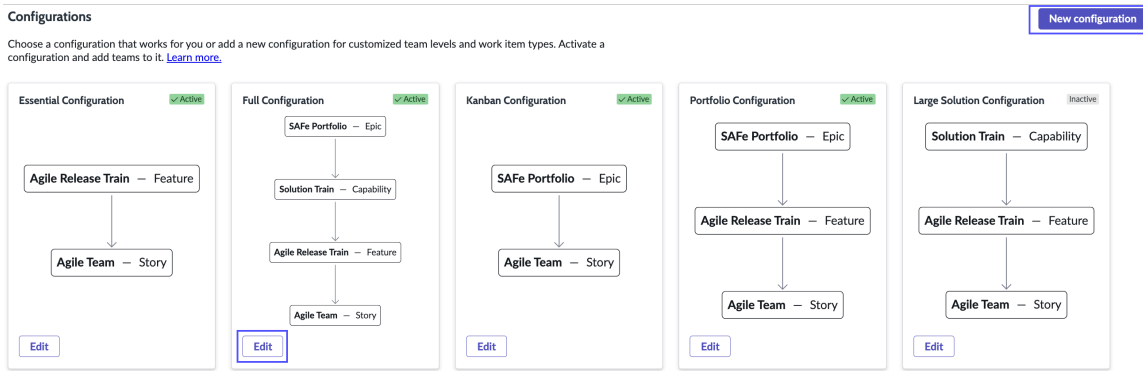 Configurations
New configuration
Choose a configuration that works for you or add a new configuration for customized team levels and work item types. Activate a
configuration and add teams to it. Learn more.
Essential Configuration
Active
Agile Release Train — Feature
Agile Team — Story
Edit
Full Configuration
Active
SAFe Portfolio — Epic
Solution Train — Capability
Agile Release Train — Feature
Agile Team — Story
Edit
Kanban Configuration
Active
SAFe Portfolio — Epic
Agile Team — Story
Edit
Portfolio Configuration
Active
SAFe Portfolio — Epic
Agile Release Train — Feature
Agile Team — Story
Edit
Large Solution Configuration
Inactive
Solution Train — Capability
Agile Release Train — Feature
Agile Team — Story
Edit